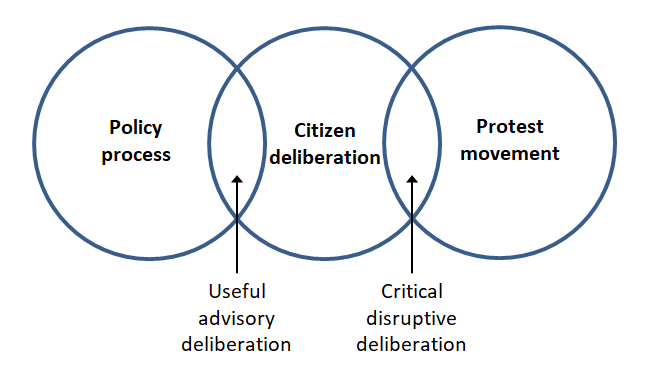 Policy
process
Citizen
deliberation
Protest
movement
Useful
advisory
deliberation
Critical
disruptive
deliberation